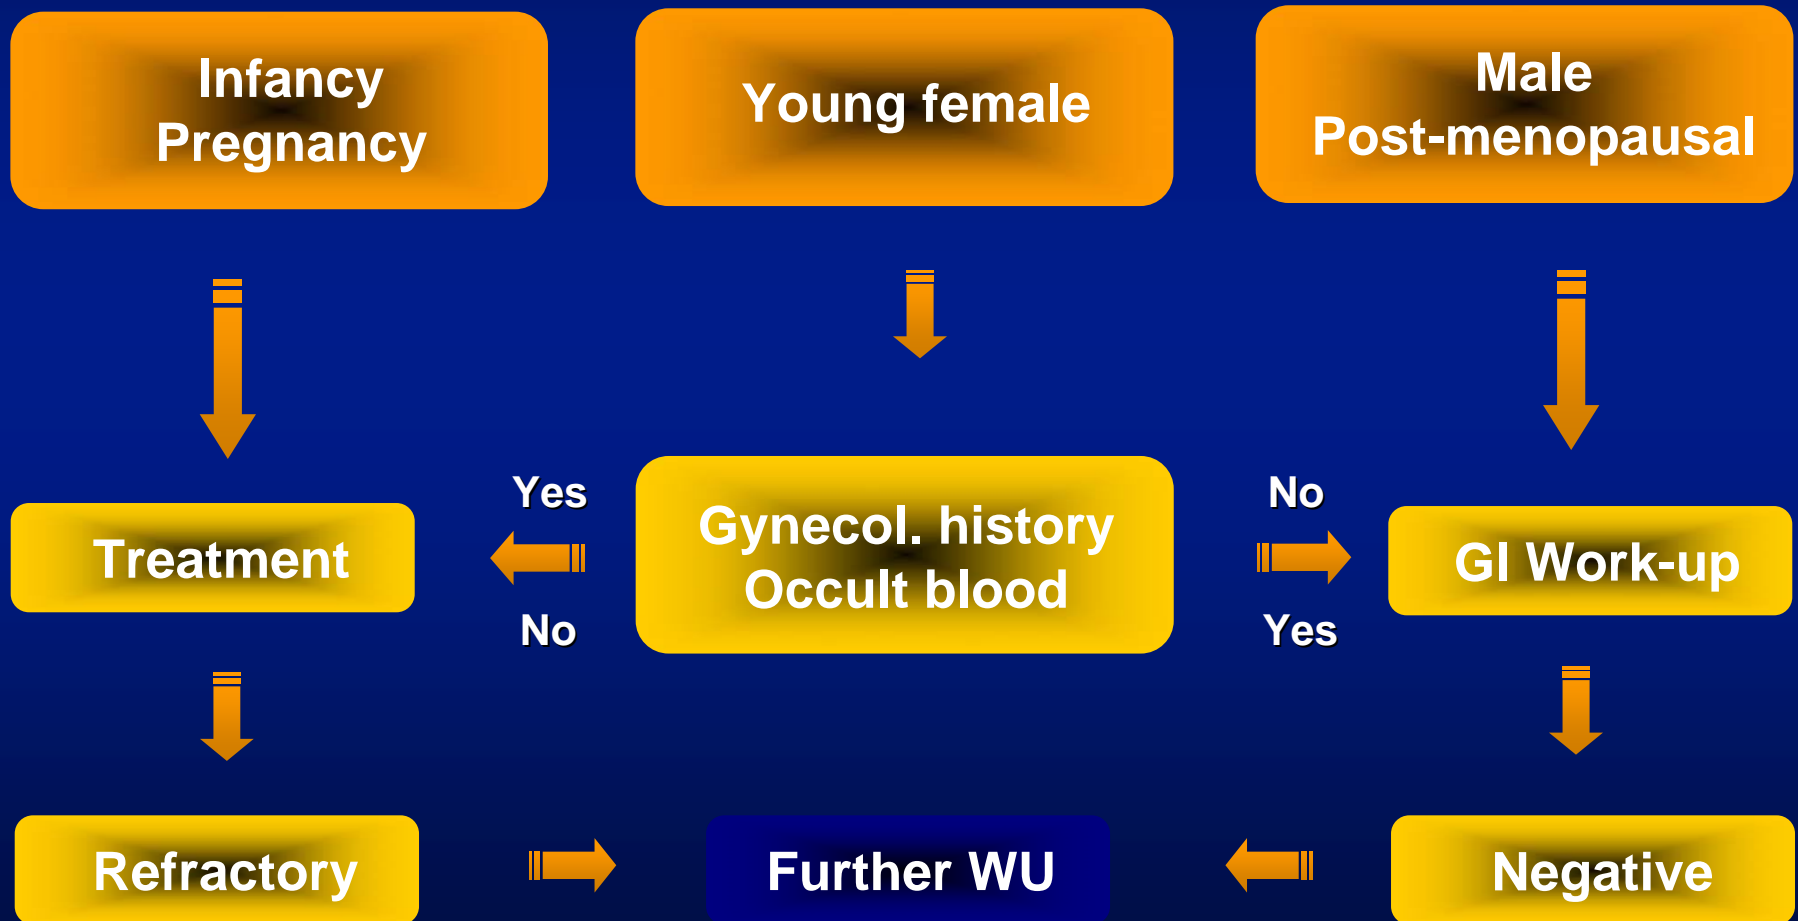 Infancy
Pregnancy
Young female
Male
Post-menopausal
Treatment
Yes
No
Gynecol. history
Occult blood
No
Yes
GI Work-up
Refractory
Further WU
Negative